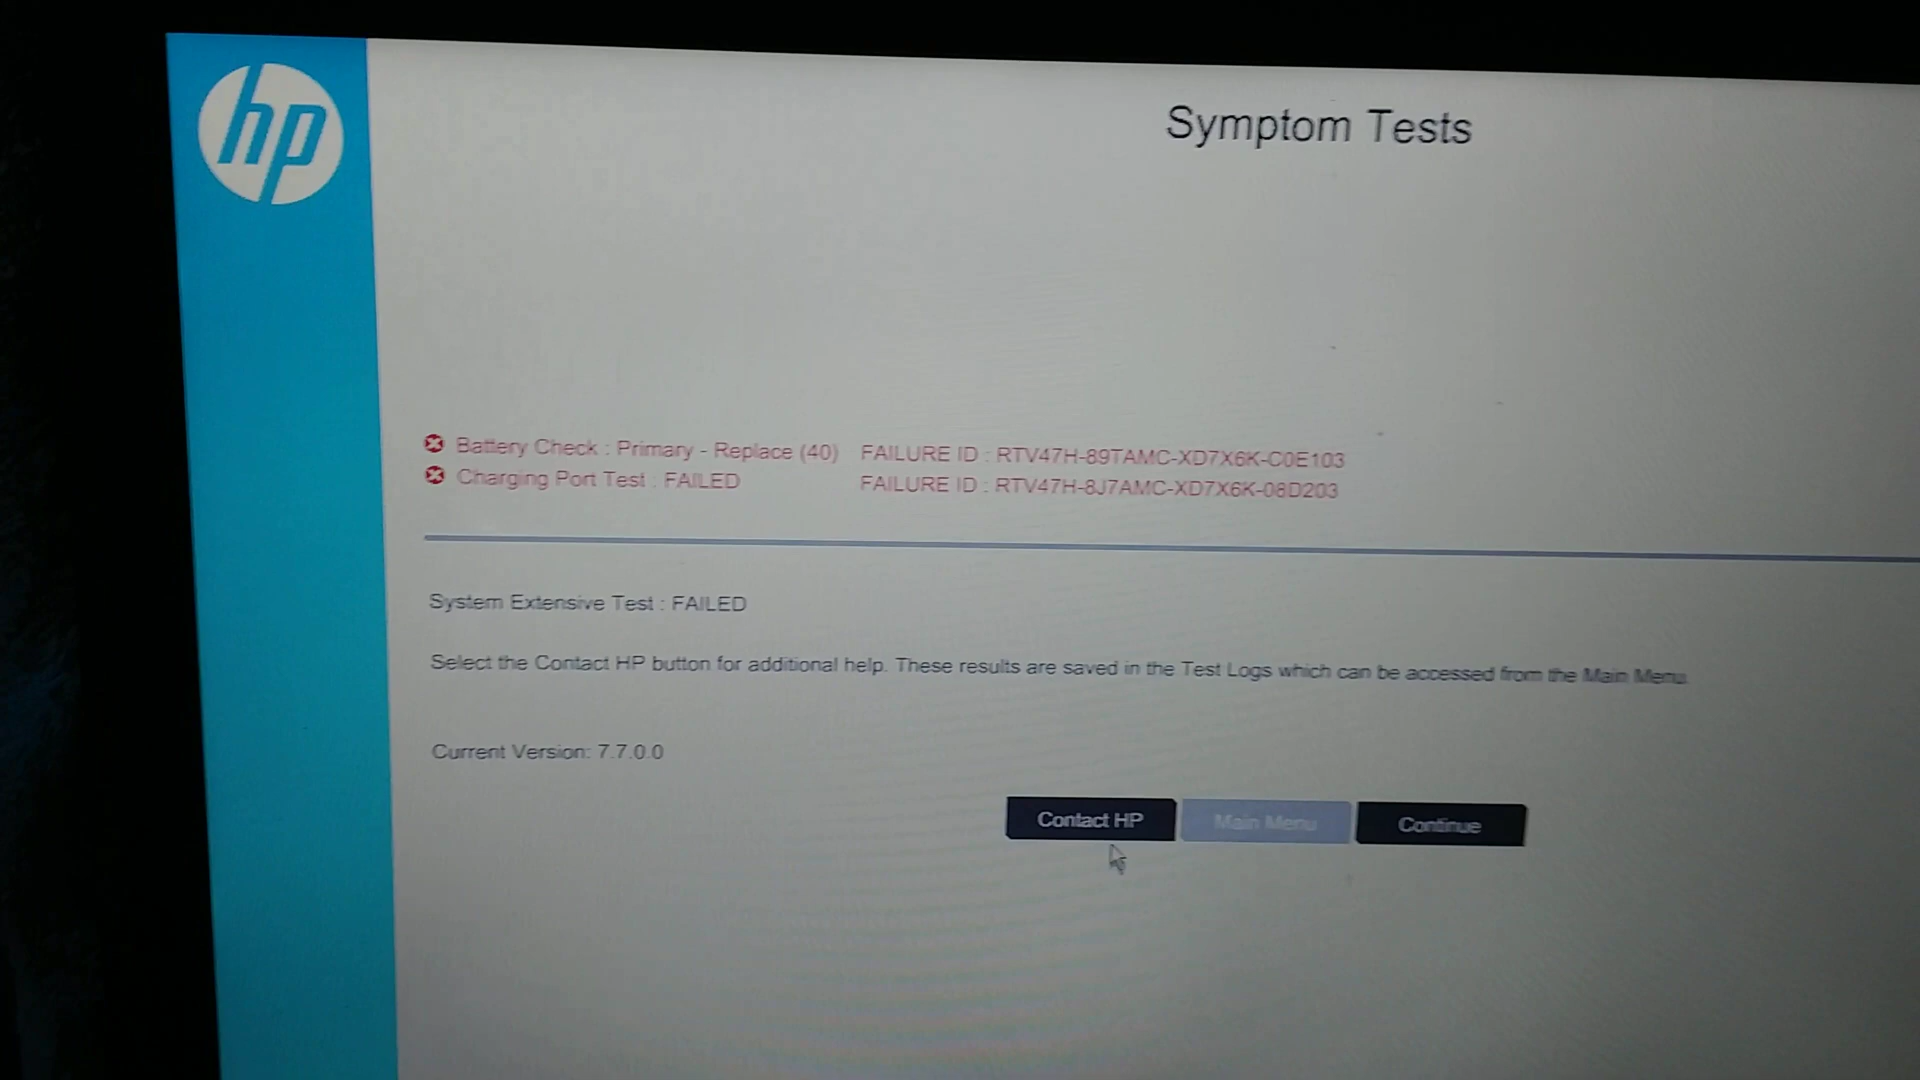 hp
Symptom Tests
Battery Check : Primary - Replace (40) FAILURE ID : RTV47H-89TAMC-XD7X6K-C0E103
Charging Port Test : FAILED FAILURE ID : RTV47H-8J7AMC-XD7X6K-08D203
System Extensive Test : FAILED
Select the Contact HP button for additional help. These results are saved in the Test Logs which can be accessed from the Main Menu.
Current Version: 7.7.0.0
Contact HP Main Menu Continue